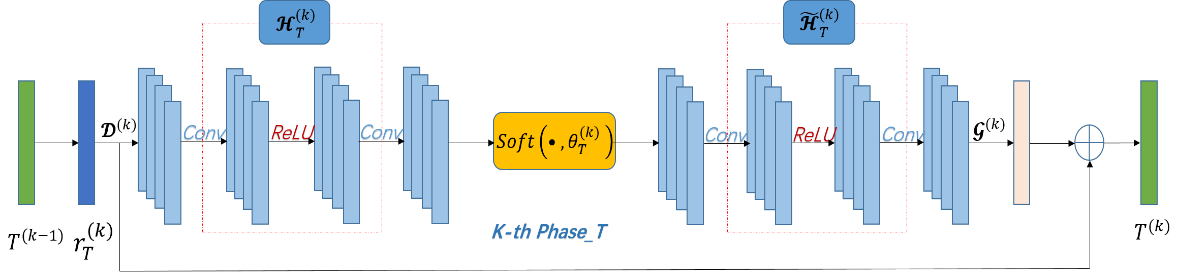 𝓗_T^(k)
𝓗̃_T^(k)
𝓓^(k)
Conv
ReLU
Conv
Soft(•, θ_T^(k))
Conv
ReLU
Conv
𝓖^(k)
T^(k−1)
r_T^(k)
K-th Phase_T
T^(k)